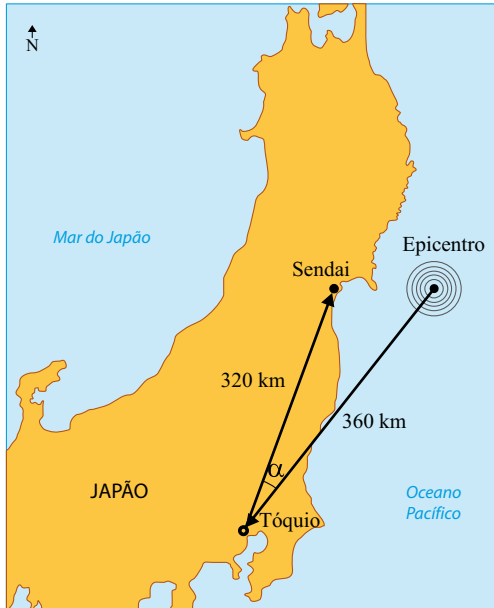 N
Mar do Japão
Epicentro
Sendai
320 km
360 km
α
JAPÃO
Oceano
Pacífico
Tóquio